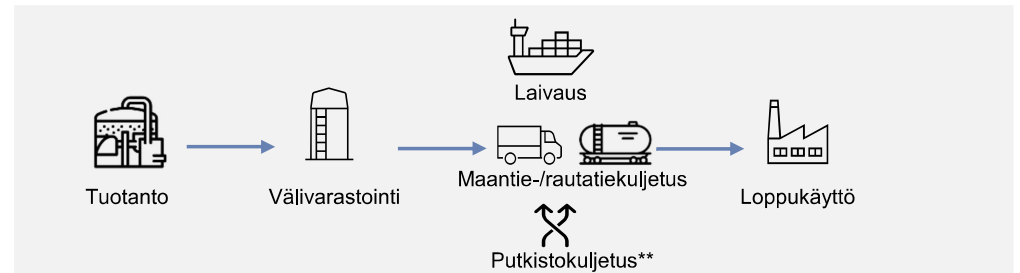 Laivaus
Tuotanto
Välivarastointi
Maantie-/rautatiekuljetus
Loppukäyttö
Putkistokuljetus**